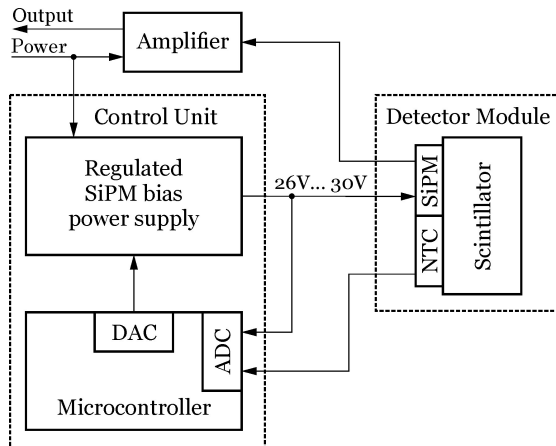 Output
Power
Amplifier
Control Unit
Detector Module
Regulated
SiPM bias
power supply
26V... 30V
SiPM
NTC
Scintillator
DAC
ADC
Microcontroller